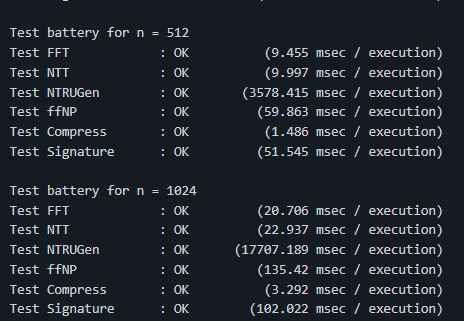 Test battery for n = 512
Test FFT : OK (9.455 msec / execution)
Test NTT : OK (9.997 msec / execution)
Test NTRUGen : OK (3578.415 msec / execution)
Test ffNP : OK (59.863 msec / execution)
Test Compress : OK (1.486 msec / execution)
Test Signature : OK (51.545 msec / execution)
Test battery for n = 1024
Test FFT : OK (20.706 msec / execution)
Test NTT : OK (22.937 msec / execution)
Test NTRUGen : OK (17707.189 msec / execution)
Test ffNP : OK (135.42 msec / execution)
Test Compress : OK (3.292 msec / execution)
Test Signature : OK (102.022 msec / execution)